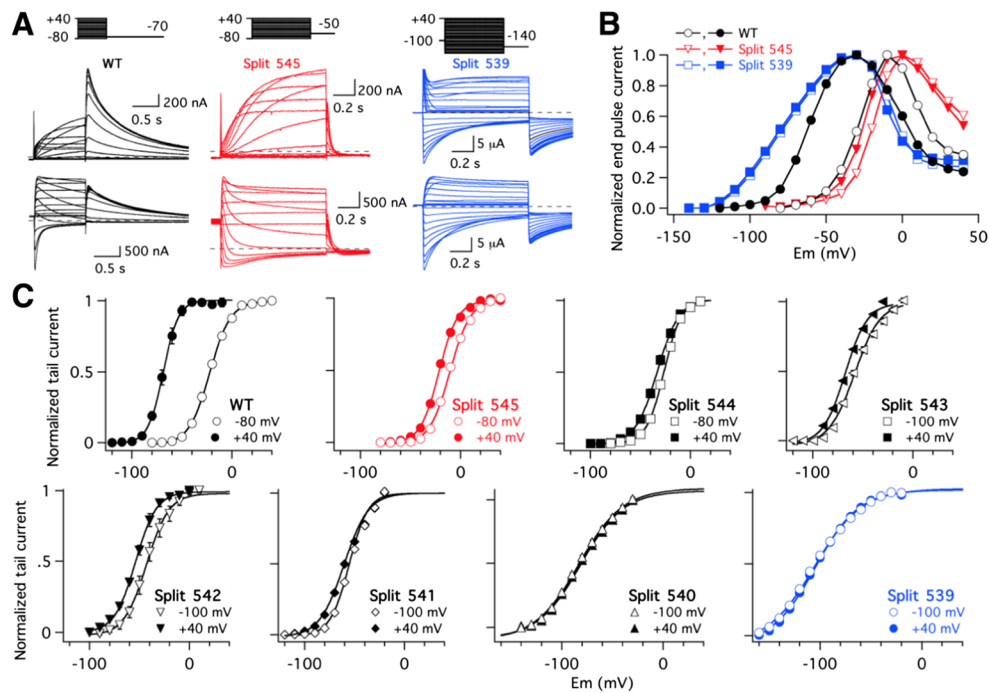 A
+40
-80
-70
WT
200 nA
0.5 s
500 nA
0.5 s
+40
-80
-50
Split 545
200 nA
0.2 s
500 nA
0.2 s
+40
-100
-140
Split 539
5 µA
0.2 s
5 µA
0.2 s
B
WT
Split 545
Split 539
Normalized end pulse current
1.0
0.8
0.6
0.4
0.2
0.0
-150 -100 -50 0 50
Em (mV)
C
Normalized tail current
1
0.5
0
WT
-80 mV
+40 mV
-100 0
Split 545
-80 mV
+40 mV
-100 0
Split 544
-80 mV
+40 mV
-100 0
Split 543
-100 mV
+40 mV
-100 0
Normalized tail current
1
.5
0
Split 542
-100 mV
+40 mV
-100 0
Split 541
-100 mV
+40 mV
-100 0
Split 540
-100 mV
+40 mV
-100 0
Split 539
-100 mV
+40 mV
-100 0
Em (mV)